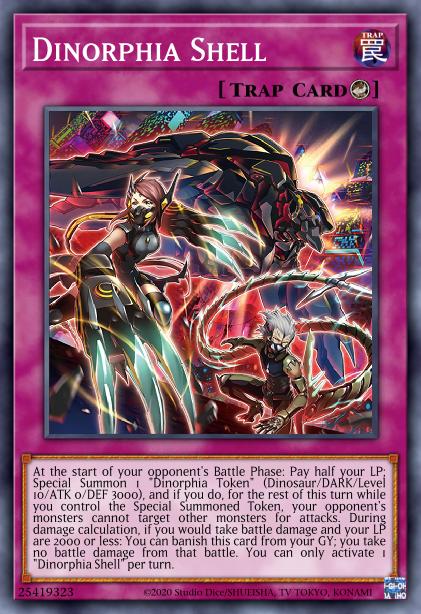 DINORPHIA SHELL
TRAP
罠
[TRAP CARD]
At the start of your opponent's Battle Phase: Pay half your LP;
Special Summon 1 "Dinorphia Token" (Dinosaur/DARK/Level
10/ATK 0/DEF 3000), and if you do, for the rest of this turn while
you control the Special Summoned Token, your opponent's
monsters cannot target other monsters for attacks. During
damage calculation, if you would take battle damage and your LP
are 2000 or less: You can banish this card from your GY; you take
no battle damage from that battle. You can only activate 1
"Dinorphia Shell" per turn.
25419323
©2020 Studio Dice/SHUEISHA, TV TOKYO, KONAMI